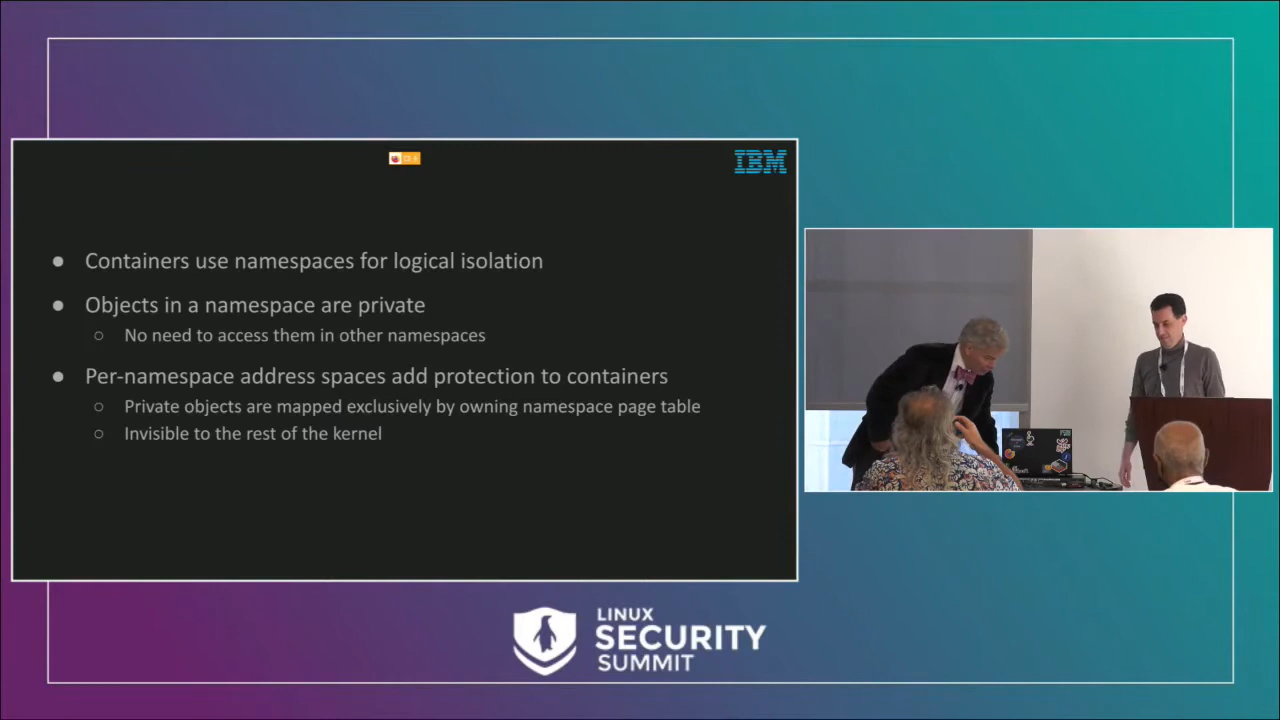 IBM
● Containers use namespaces for logical isolation
● Objects in a namespace are private
○ No need to access them in other namespaces
● Per-namespace address spaces add protection to containers
○ Private objects are mapped exclusively by owning namespace page table
○ Invisible to the rest of the kernel
LINUX
SECURITY
SUMMIT